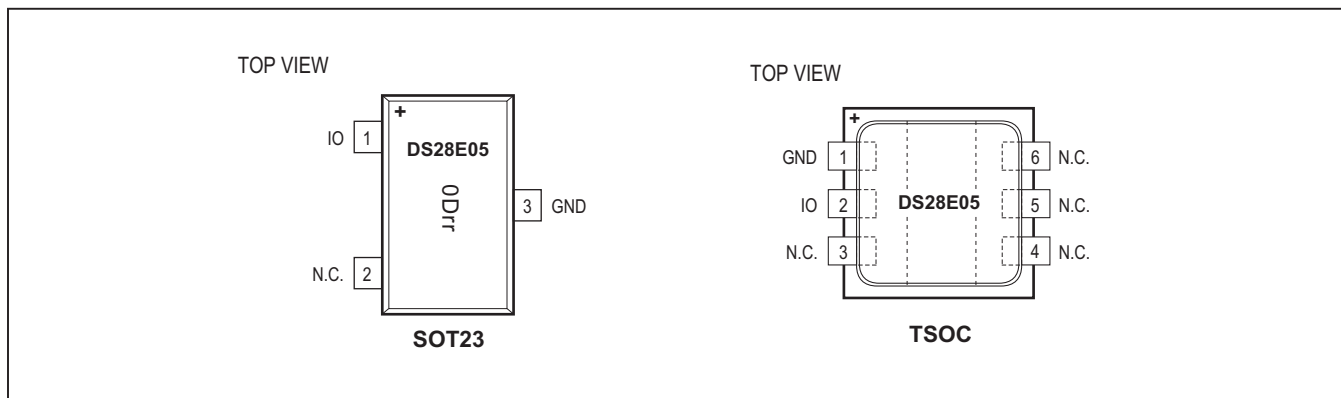 TOP VIEW
+
IO 1
DS28E05
0Drr
3 GND
N.C. 2
SOT23
TOP VIEW
+
GND 1
6 N.C.
IO 2
DS28E05
5 N.C.
N.C. 3
4 N.C.
TSOC